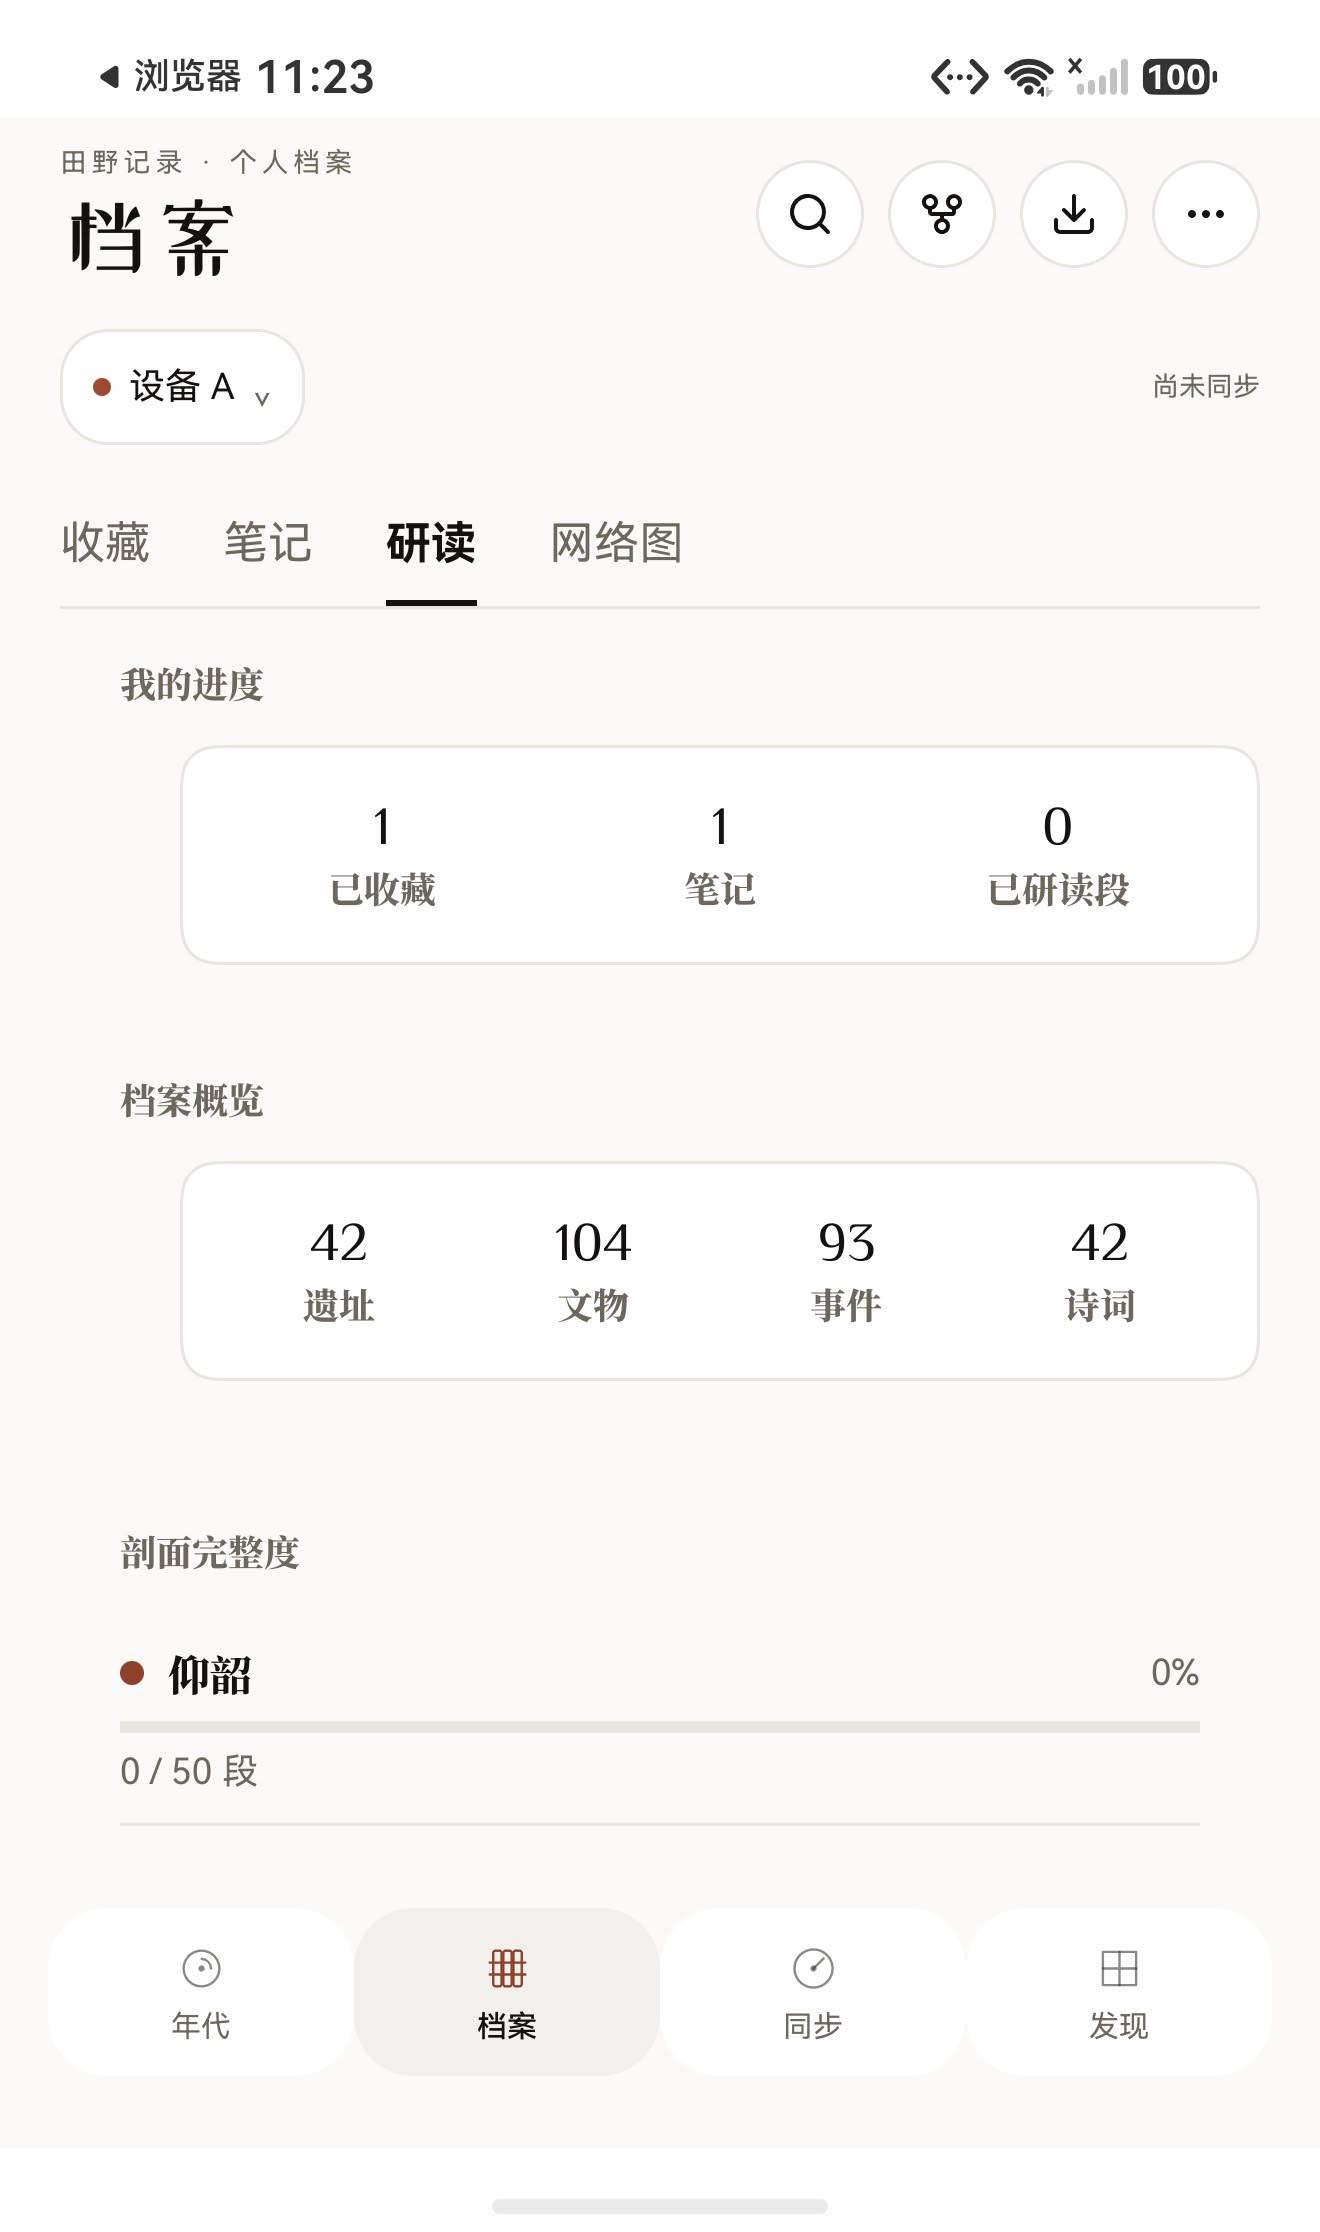 浏览器 11:23
100
田野记录 · 个人档案
档案
设备 A
尚未同步
收藏 笔记 研读 网络图
我的进度
1 1 0
已收藏 笔记 已研读段
档案概览
42 104 93 42
遗址 文物 事件 诗词
剖面完整度
仰韶 0%
0 / 50 段
年代 档案 同步 发现